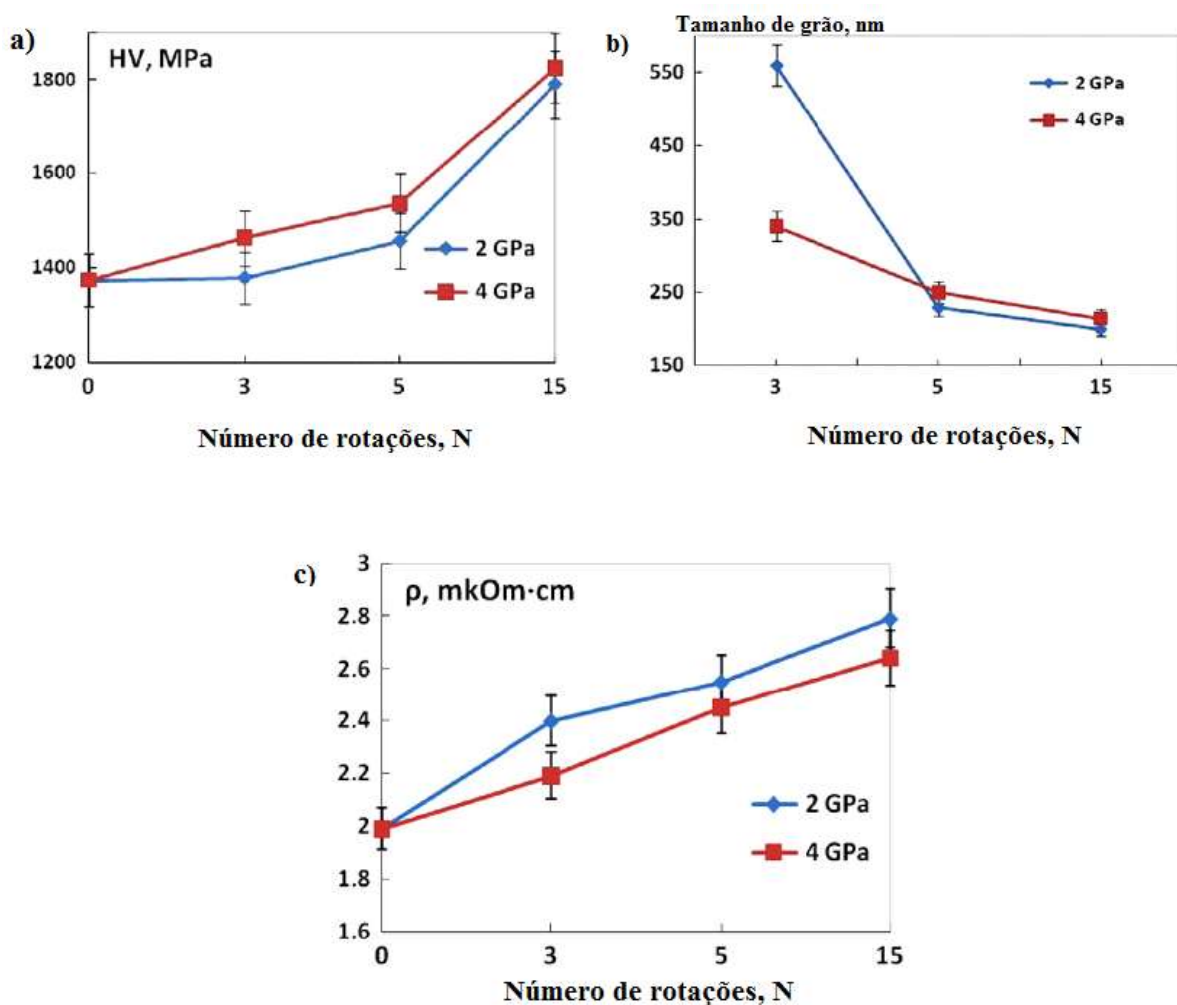 a)
HV, MPa
1800
1600
1400
1200
2 GPa
4 GPa
0 3 5 15
Número de rotações, N
b)
Tamanho de grão, nm
550
450
350
250
150
2 GPa
4 GPa
3 5 15
Número de rotações, N
c)
ρ, mkOm·cm
3
2.8
2.6
2.4
2.2
2
1.8
1.6
2 GPa
4 GPa
0 3 5 15
Número de rotações, N